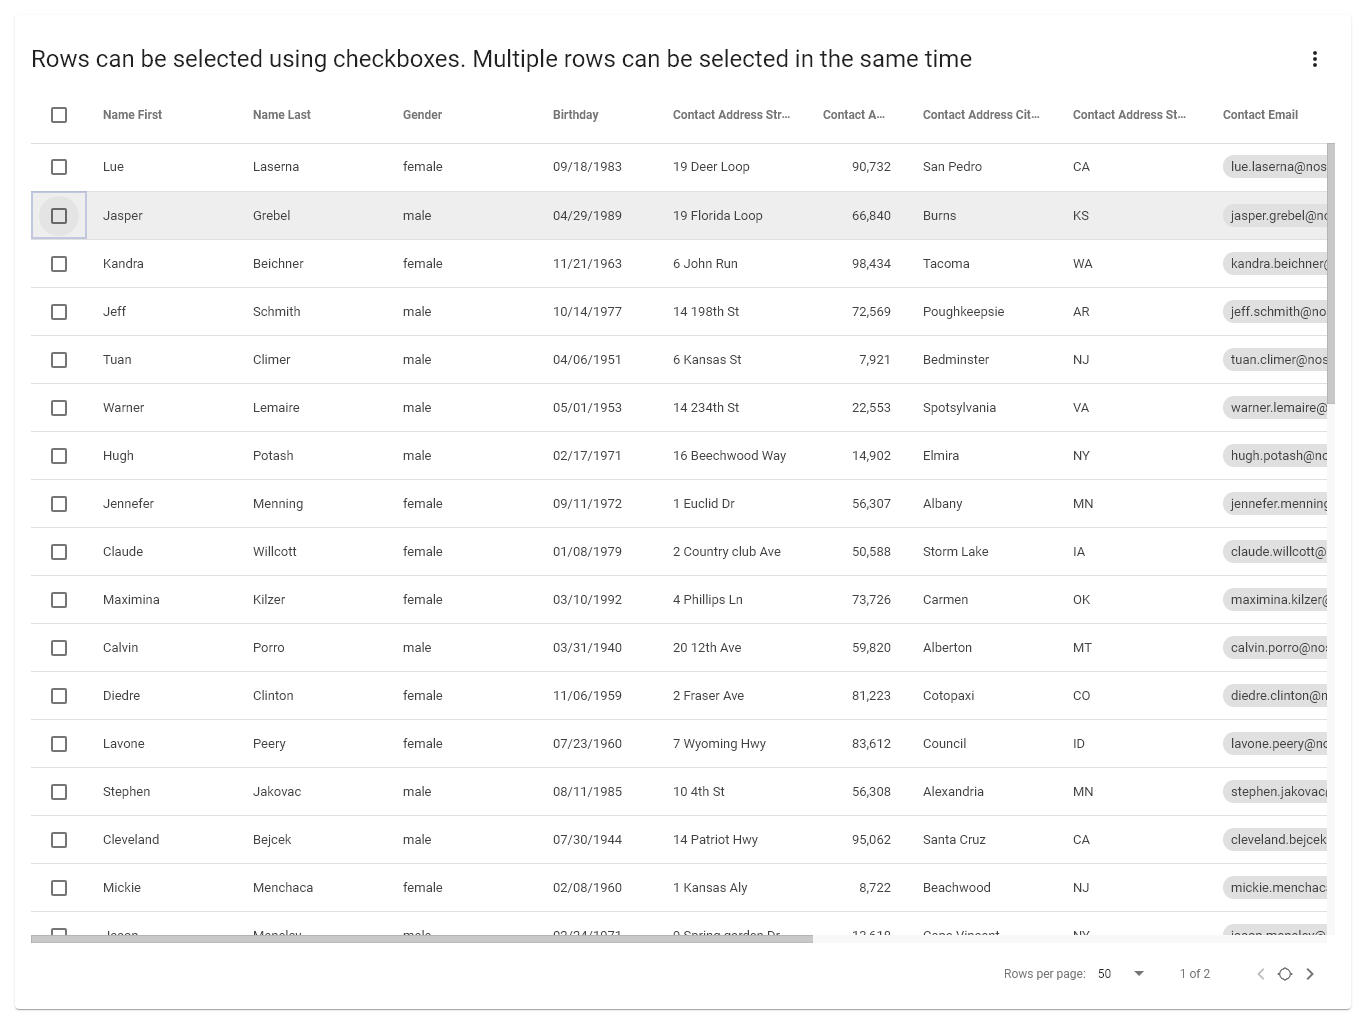 Rows can be selected using checkboxes. Multiple rows can be selected in the same time
Name First Name Last Gender Birthday Contact Address Str… Contact A… Contact Address Cit… Contact Address St… Contact Email
Lue Laserna female 09/18/1983 19 Deer Loop 90,732 San Pedro CA lue.laserna@nos
Jasper Grebel male 04/29/1989 19 Florida Loop 66,840 Burns KS jasper.grebel@no
Kandra Beichner female 11/21/1963 6 John Run 98,434 Tacoma WA kandra.beichner@
Jeff Schmith male 10/14/1977 14 198th St 72,569 Poughkeepsie AR jeff.schmith@no
Tuan Climer male 04/06/1951 6 Kansas St 7,921 Bedminster NJ tuan.climer@nos
Warner Lemaire male 05/01/1953 14 234th St 22,553 Spotsylvania VA warner.lemaire@
Hugh Potash male 02/17/1971 16 Beechwood Way 14,902 Elmira NY hugh.potash@no
Jennefer Menning female 09/11/1972 1 Euclid Dr 56,307 Albany MN jennefer.menning
Claude Willcott female 01/08/1979 2 Country club Ave 50,588 Storm Lake IA claude.willcott@
Maximina Kilzer female 03/10/1992 4 Phillips Ln 73,726 Carmen OK maximina.kilzer@
Calvin Porro male 03/31/1940 20 12th Ave 59,820 Alberton MT calvin.porro@nos
Diedre Clinton female 11/06/1959 2 Fraser Ave 81,223 Cotopaxi CO diedre.clinton@n
Lavone Peery female 07/23/1960 7 Wyoming Hwy 83,612 Council ID lavone.peery@no
Stephen Jakovac male 08/11/1985 10 4th St 56,308 Alexandria MN stephen.jakovac@
Cleveland Bejcek male 07/30/1944 14 Patriot Hwy 95,062 Santa Cruz CA cleveland.bejcek
Mickie Menchaca female 02/08/1960 1 Kansas Aly 8,722 Beachwood NJ mickie.menchac
Jason male Spring garden Dr Cape Vincent NY
Rows per page: 50 1 of 2